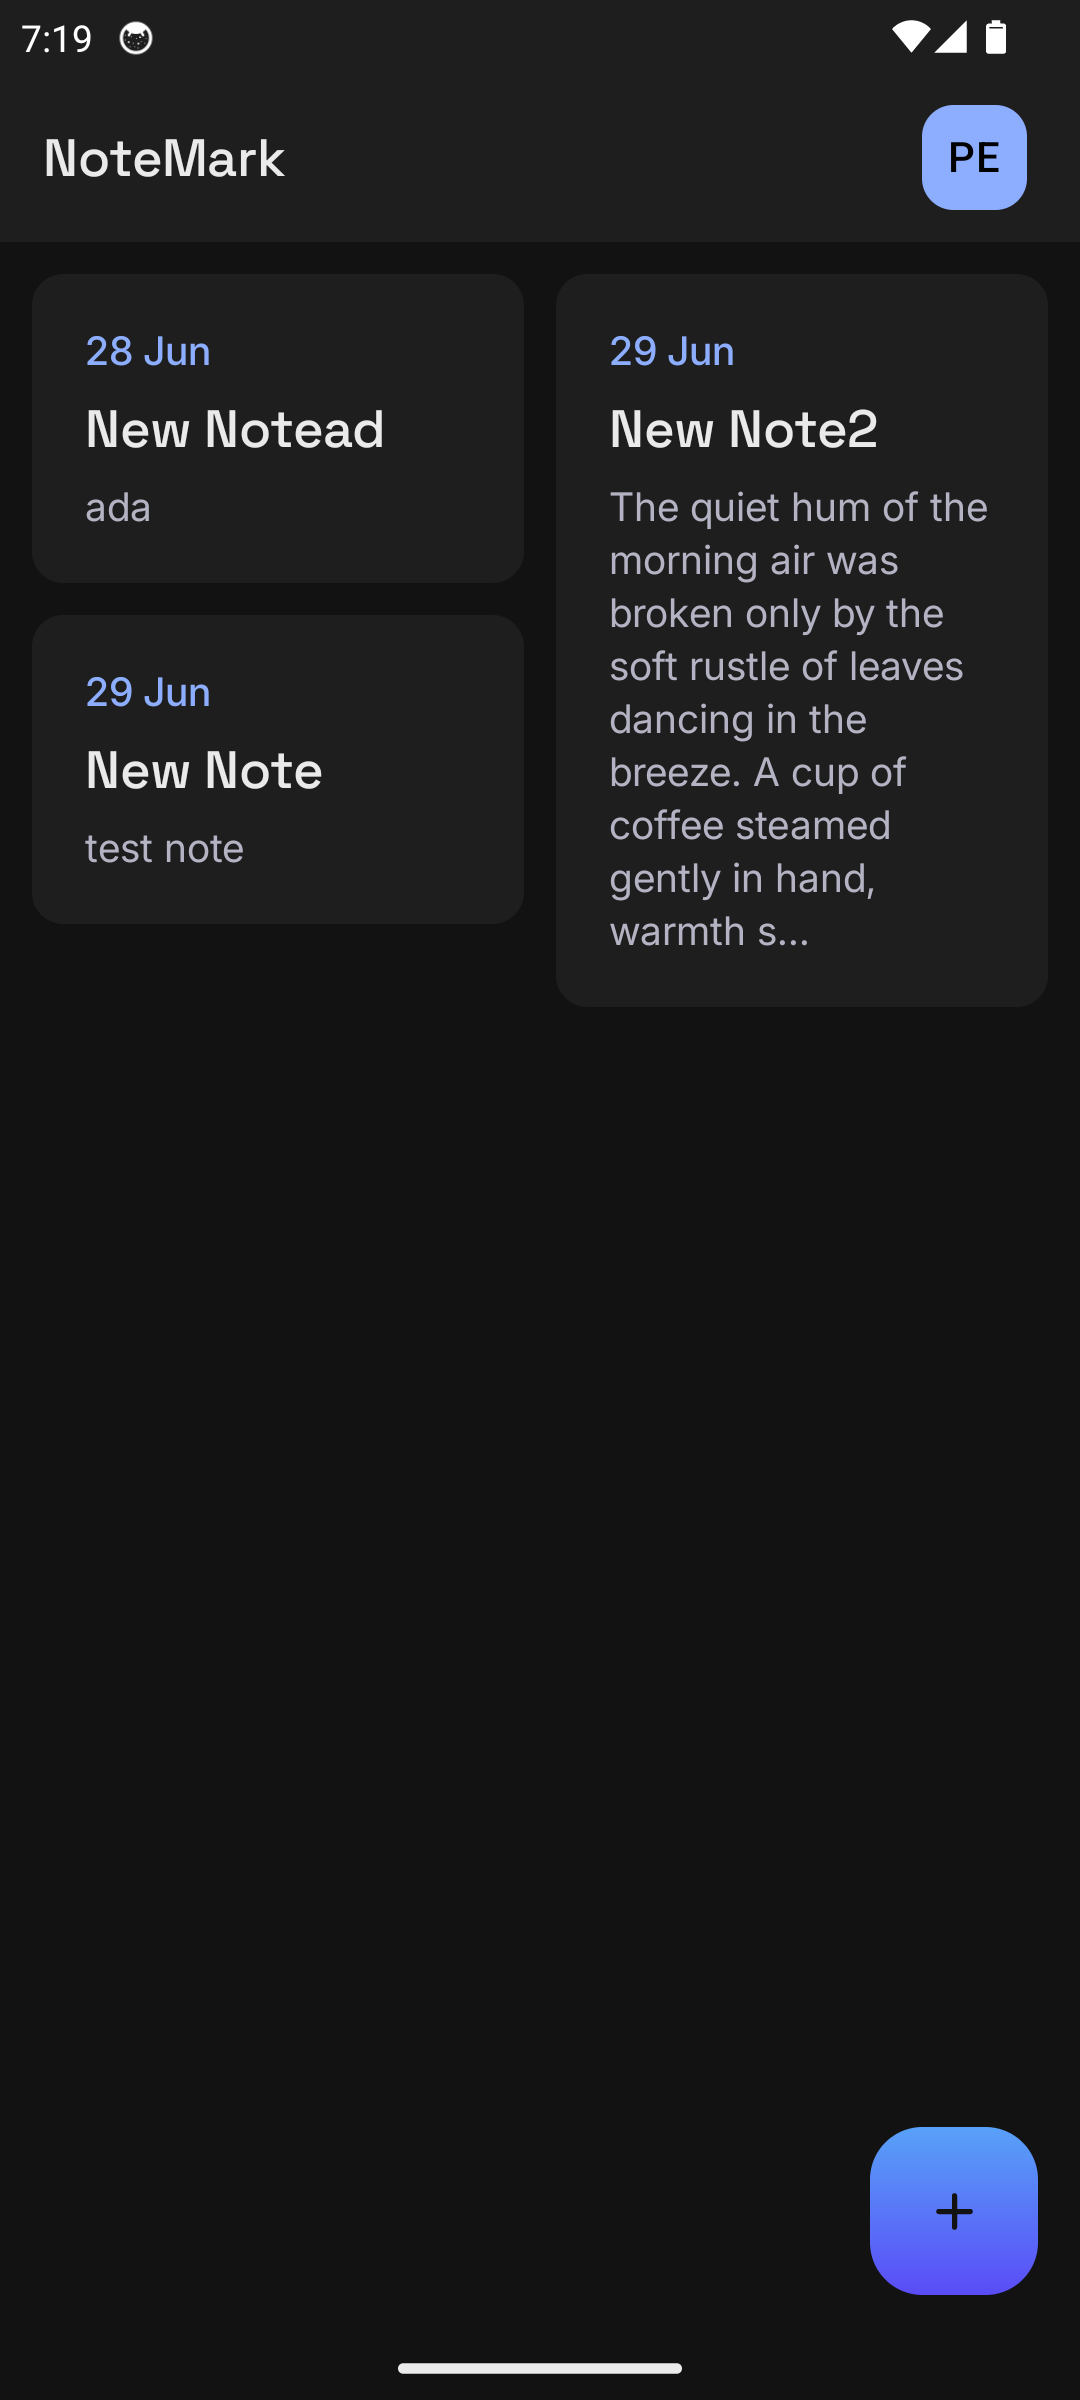 7:19
NoteMark
PE
28 Jun
New Notead
ada
29 Jun
New Note
test note
29 Jun
New Note2
The quiet hum of the
morning air was
broken only by the
soft rustle of leaves
dancing in the
breeze. A cup of
coffee steamed
gently in hand,
warmth s...
+